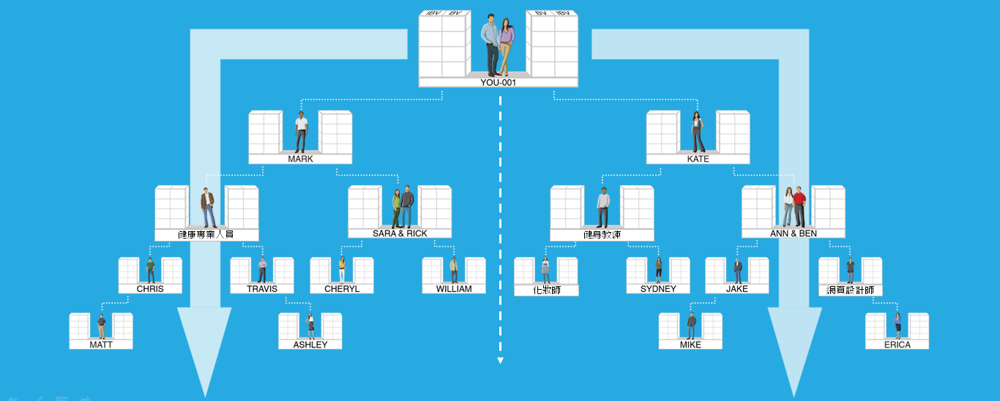 IBV BV BV IBV
YOU-001
MARK
KATE
健康專業人員
SARA & RICK
健身教練
ANN & BEN
CHRIS
TRAVIS
CHERYL
WILLIAM
化妝師
SYDNEY
JAKE
網頁設計師
MATT
ASHLEY
MIKE
ERICA